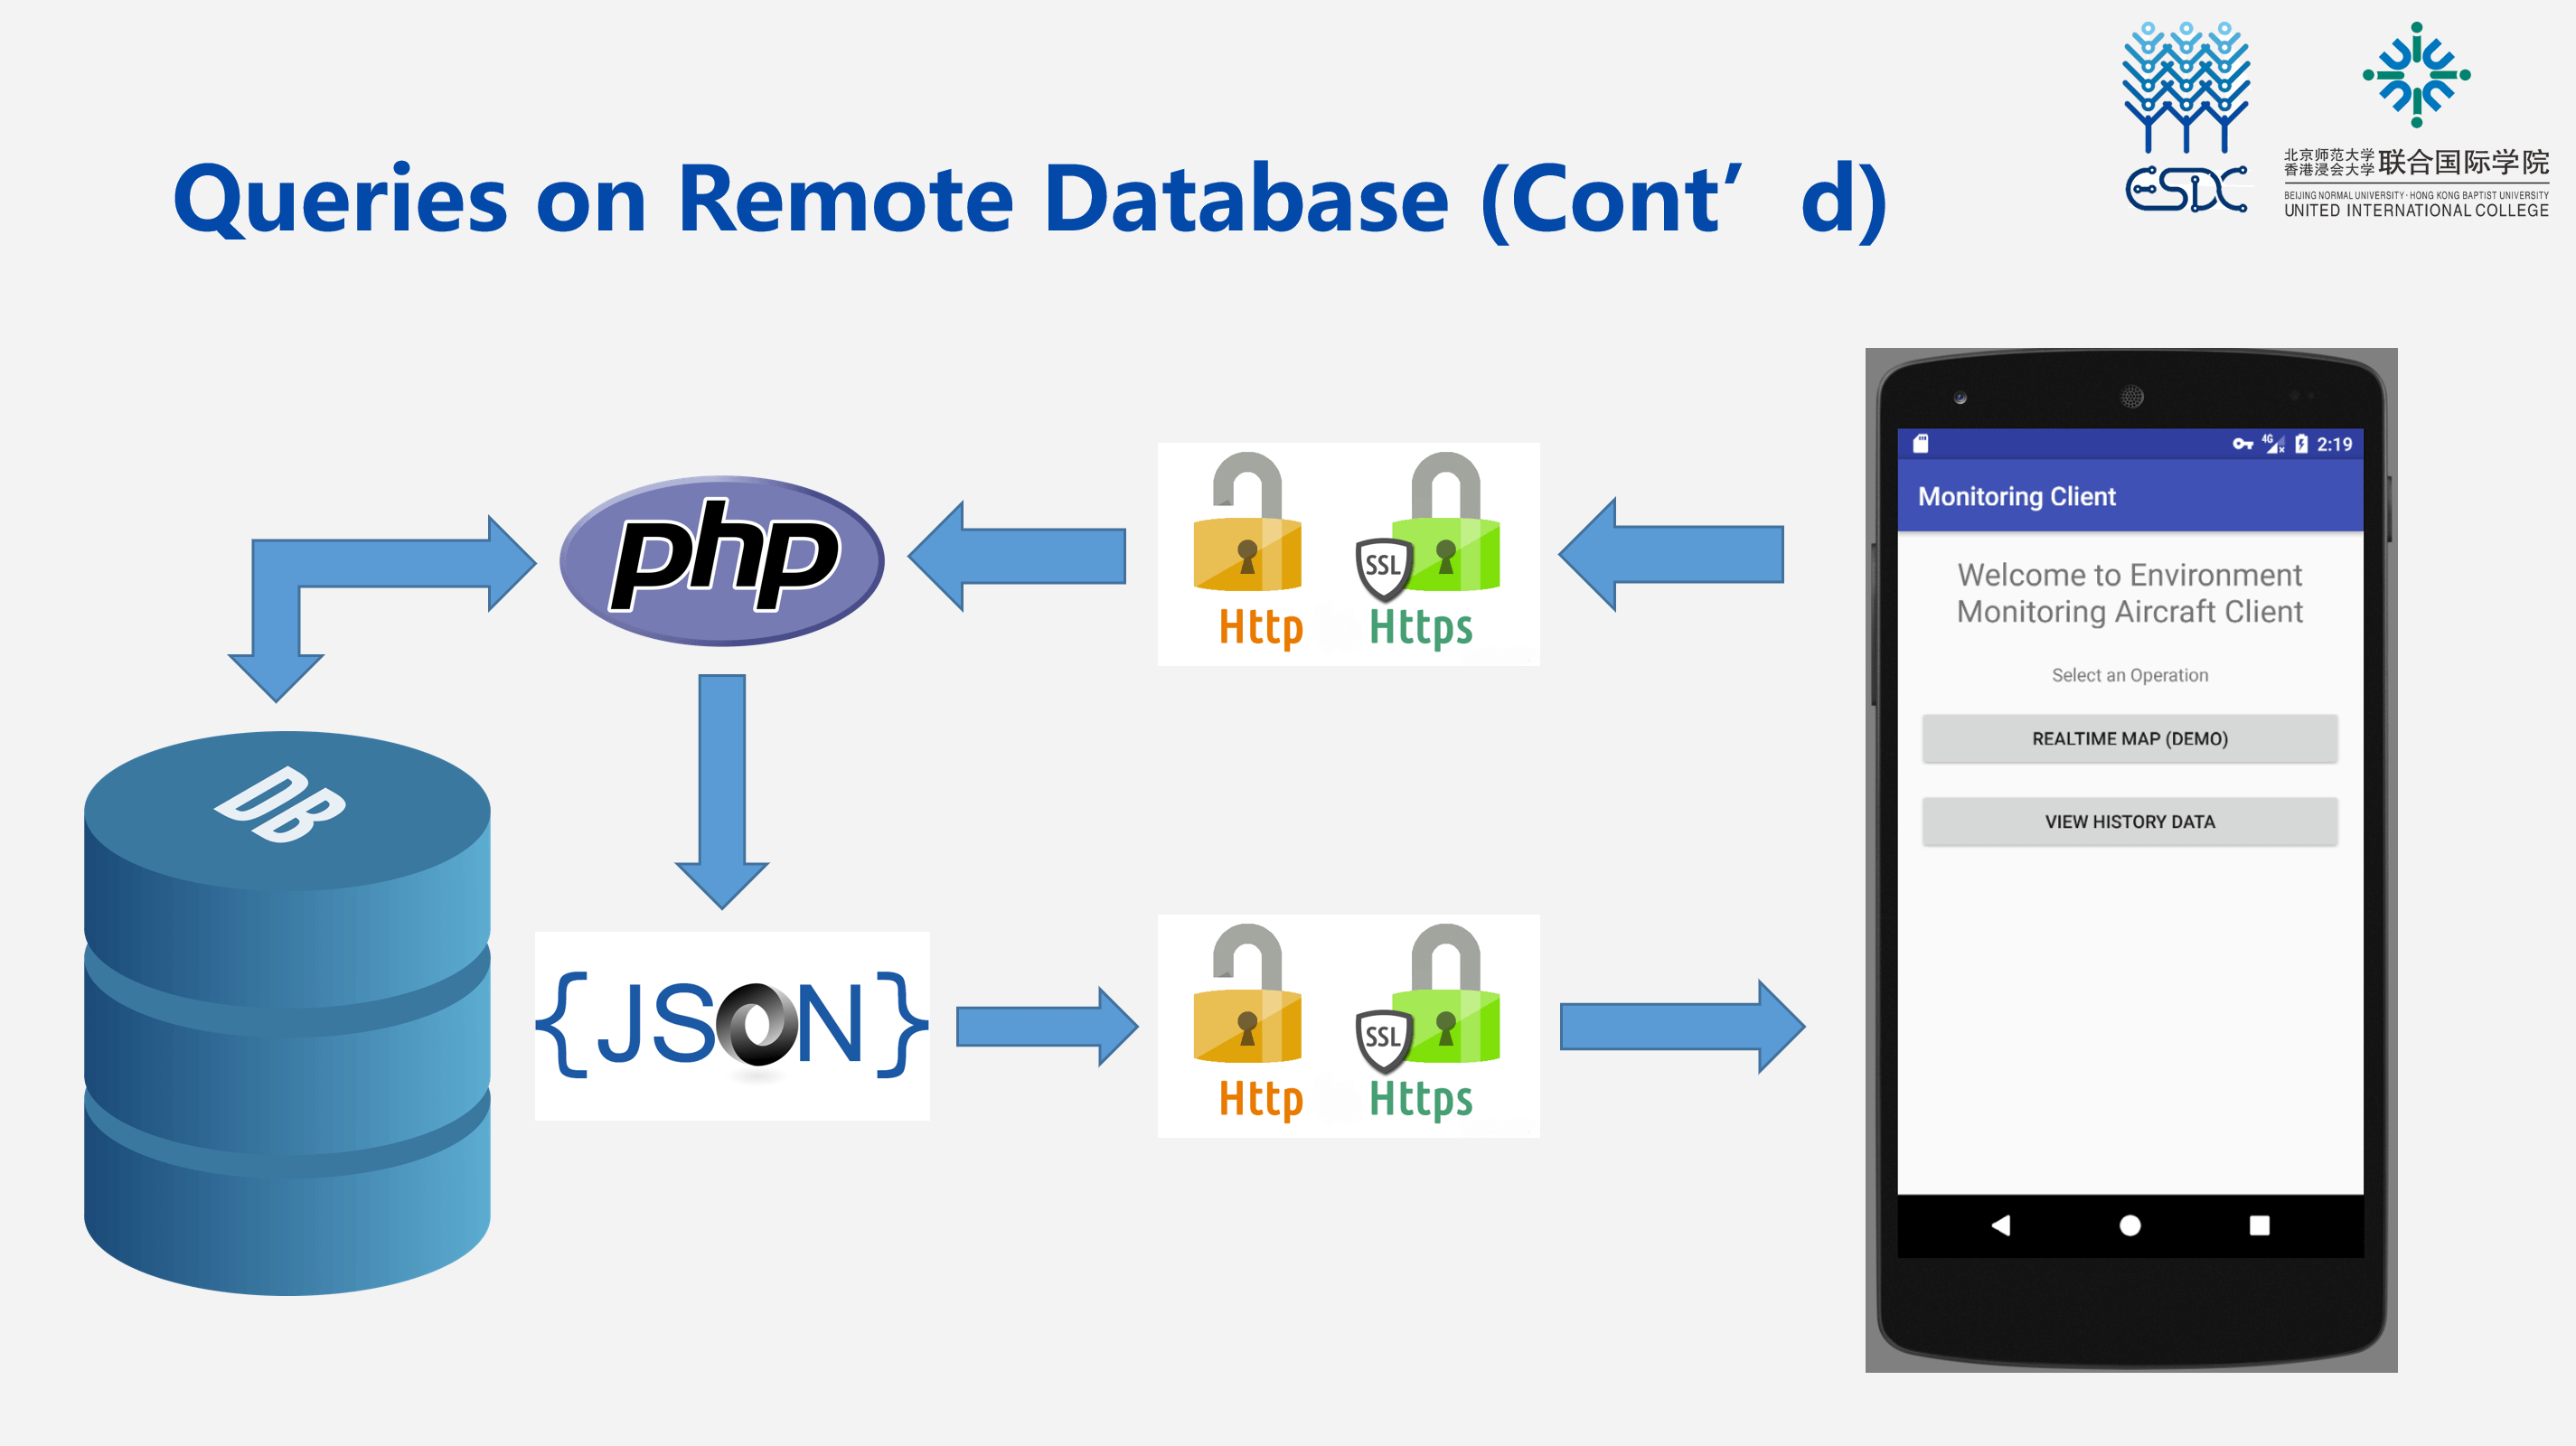 Queries on Remote Database (Cont’d)
CSDC
北京师范大学
香港浸会大学
联合国际学院
BEIJING NORMAL UNIVERSITY · HONG KONG BAPTIST UNIVERSITY
UNITED INTERNATIONAL COLLEGE
php
SSL
Http
Https
DB
{JSON}
SSL
Http
Https
4G
2:19
Monitoring Client
Welcome to Environment
Monitoring Aircraft Client
Select an Operation
REALTIME MAP (DEMO)
VIEW HISTORY DATA